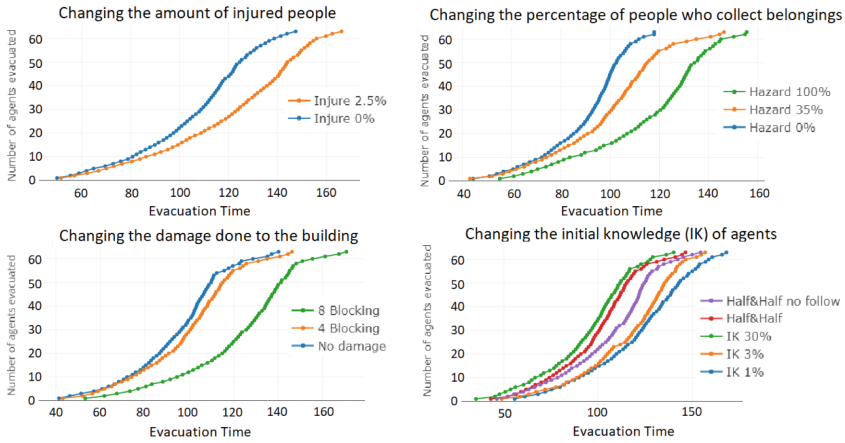 Changing the amount of injured people
Number of agents evacuated
60
50
40
30
20
10
0
60 80 100 120 140 160
Evacuation Time
Injure 2.5%
Injure 0%
Changing the percentage of people who collect belongings
Number of agents evacuated
60
50
40
30
20
10
0
40 60 80 100 120 140 160
Evacuation Time
Hazard 100%
Hazard 35%
Hazard 0%
Changing the damage done to the building
Number of agents evacuated
60
50
40
30
20
10
0
40 60 80 100 120 140 160
Evacuation Time
8 Blocking
4 Blocking
No damage
Changing the initial knowledge (IK) of agents
Number of agents evacuated
60
50
40
30
20
10
0
50 100 150
Evacuation Time
Half&Half no follow
Half&Half
IK 30%
IK 3%
IK 1%